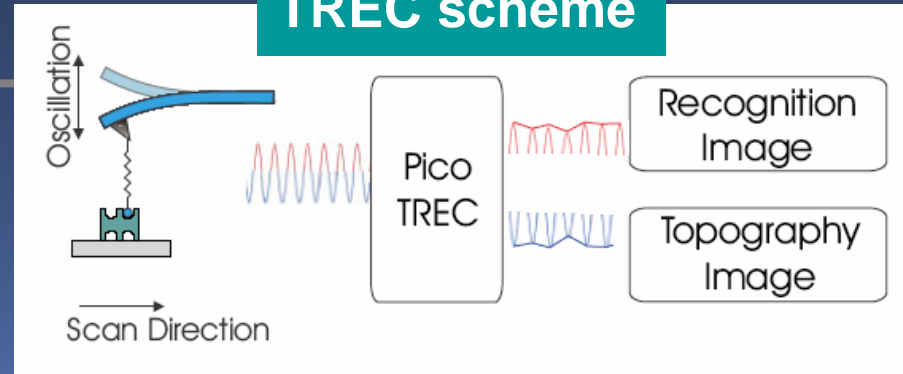 TREC scheme
Oscillation
Pico
TREC
Recognition
Image
Topography
Image
Scan Direction